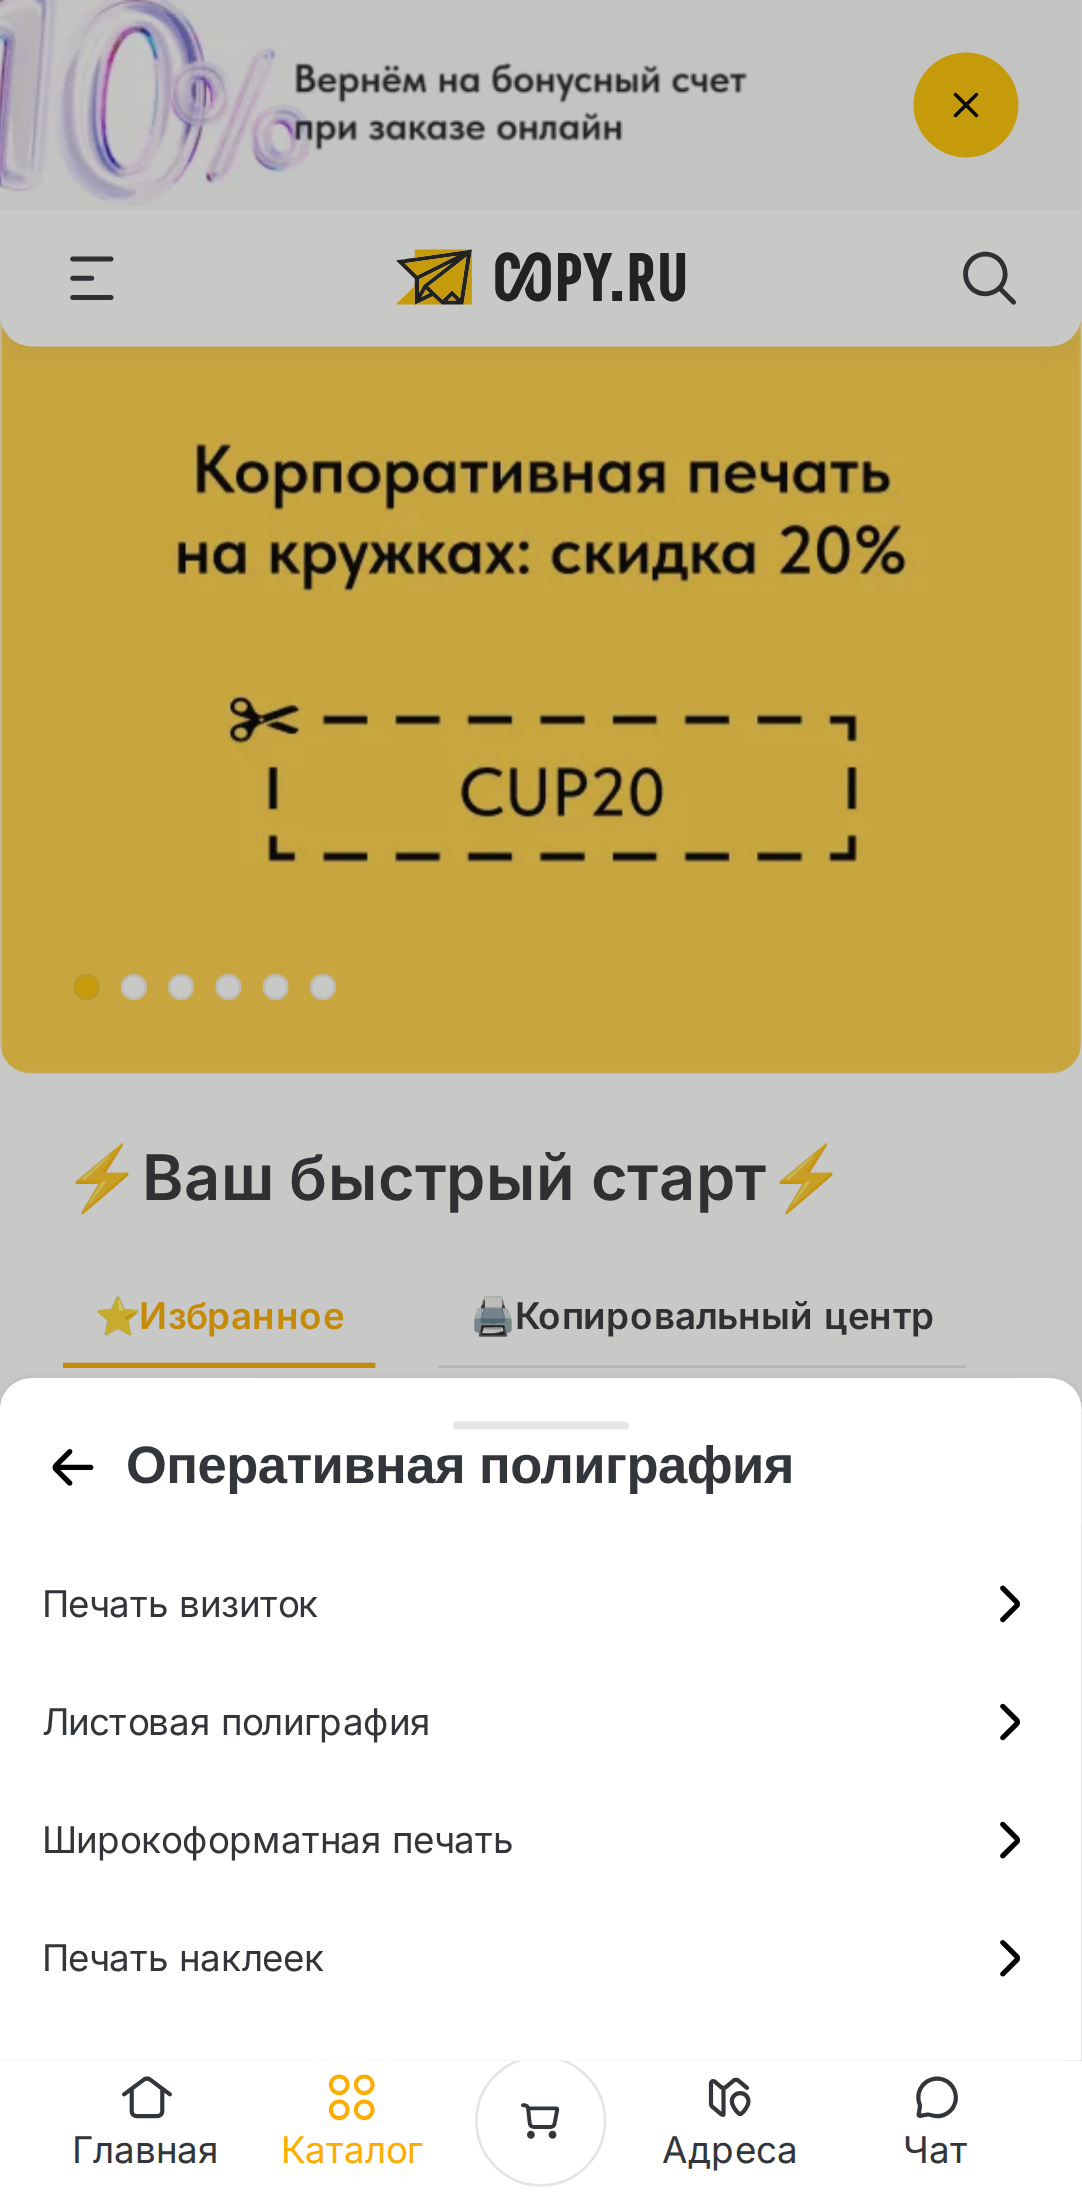 10%
Вернём на бонусный счет
при заказе онлайн
COPY.RU
Корпоративная печать
на кружках: скидка 20%
CUP20
⚡Ваш быстрый старт⚡
⭐Избранное
🖨️Копировальный центр
Оперативная полиграфия
Печать визиток
Листовая полиграфия
Широкоформатная печать
Печать наклеек
Главная
Каталог
Адреса
Чат